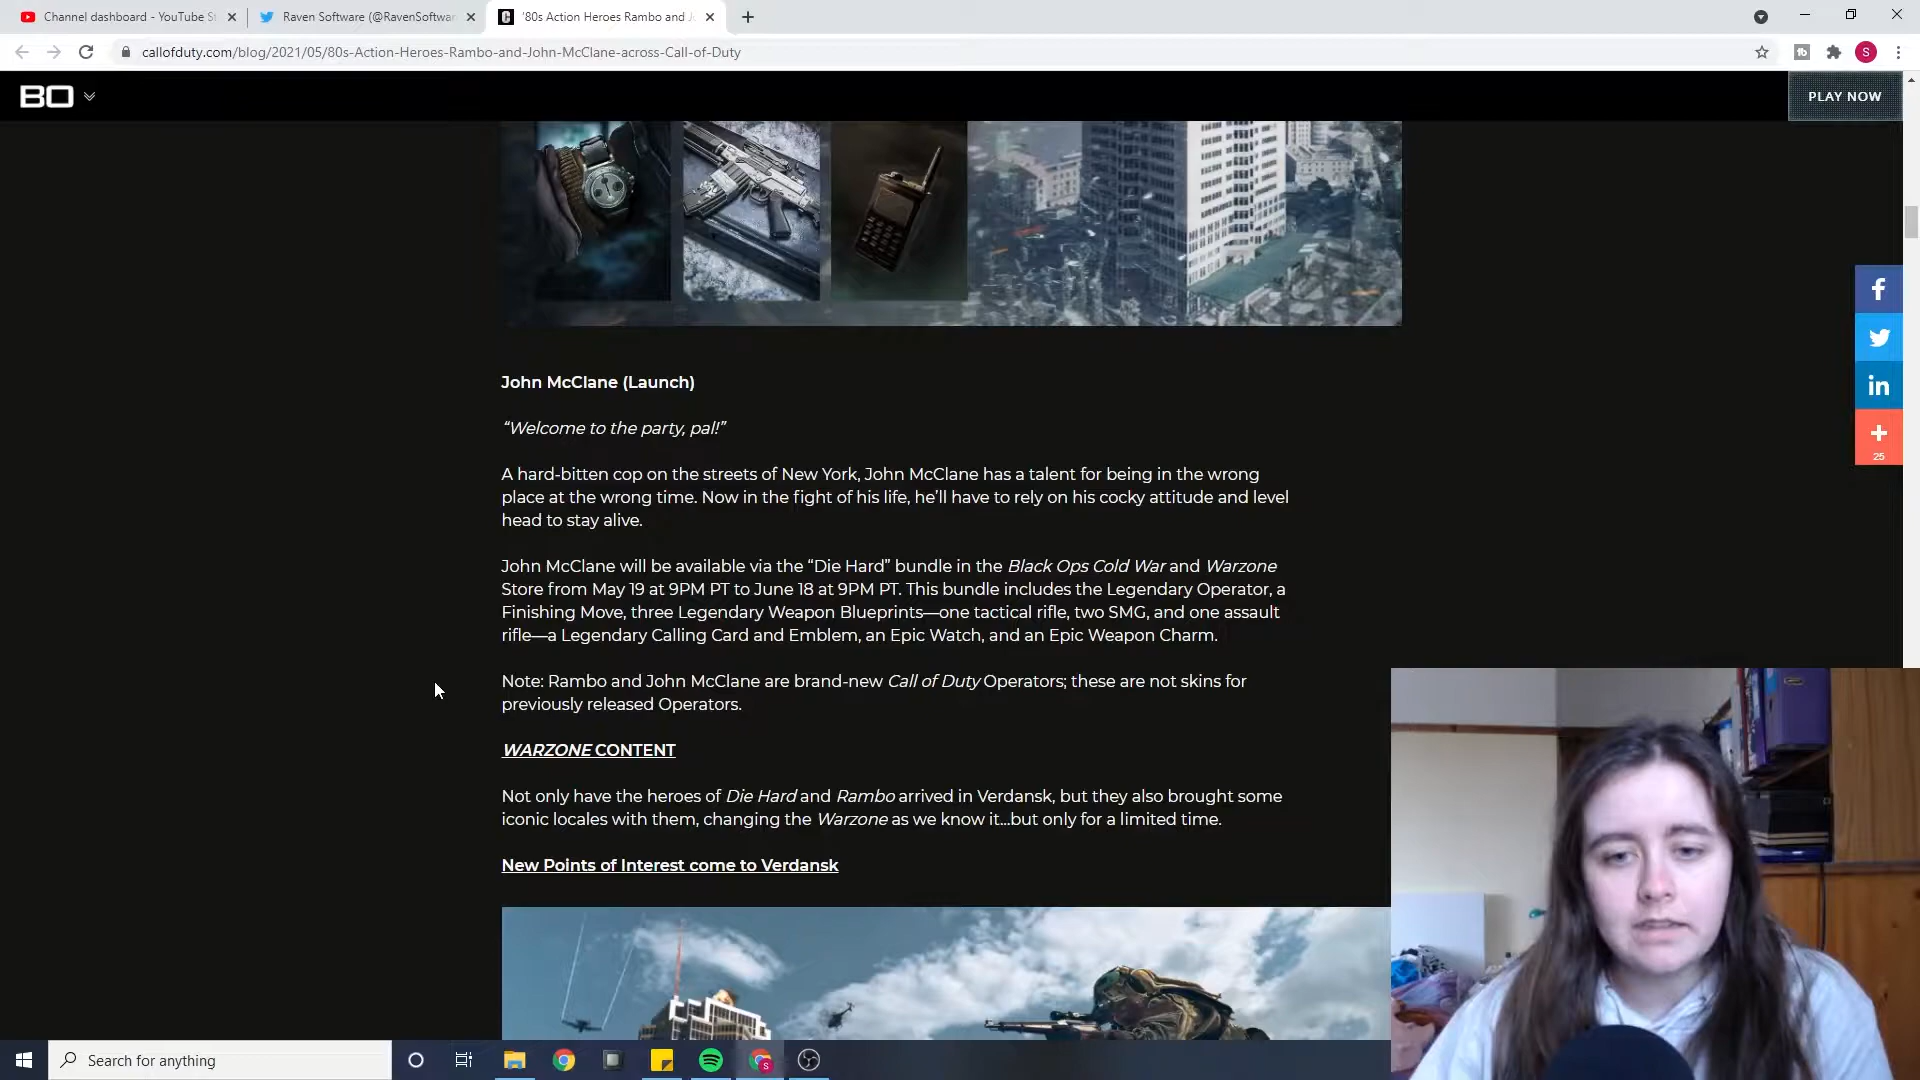 Channel dashboard - YouTube St
Raven Software (@RavenSoftwar
'80s Action Heroes Rambo and J
callofduty.com/blog/2021/05/80s-Action-Heroes-Rambo-and-John-McClane-across-Call-of-Duty
S
BO
PLAY NOW
25
John McClane (Launch)
“Welcome to the party, pal!”
A hard-bitten cop on the streets of New York, John McClane has a talent for being in the wrong
place at the wrong time. Now in the fight of his life, he’ll have to rely on his cocky attitude and level
head to stay alive.
John McClane will be available via the “Die Hard” bundle in the Black Ops Cold War and Warzone
Store from May 19 at 9PM PT to June 18 at 9PM PT. This bundle includes the Legendary Operator, a
Finishing Move, three Legendary Weapon Blueprints—one tactical rifle, two SMG, and one assault
rifle—a Legendary Calling Card and Emblem, an Epic Watch, and an Epic Weapon Charm.
Note: Rambo and John McClane are brand-new Call of Duty Operators; these are not skins for
previously released Operators.
WARZONE CONTENT
Not only have the heroes of Die Hard and Rambo arrived in Verdansk, but they also brought some
iconic locales with them, changing the Warzone as we know it...but only for a limited time.
New Points of Interest come to Verdansk
Search for anything